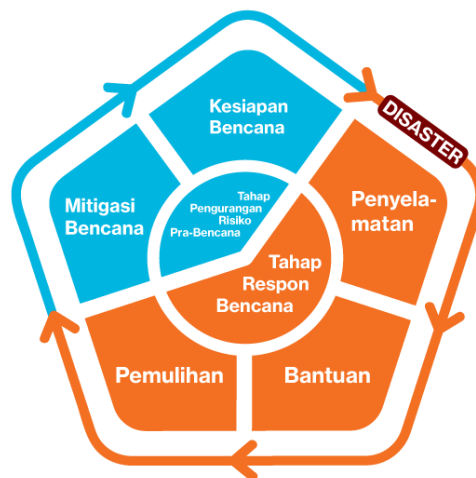 Kesiapan
Bencana
DISASTER
Mitigasi
Bencana
Tahap
Pengurangan
Risiko
Pra-Bencana
Penyela-
matan
Tahap
Respon
Bencana
Pemulihan
Bantuan